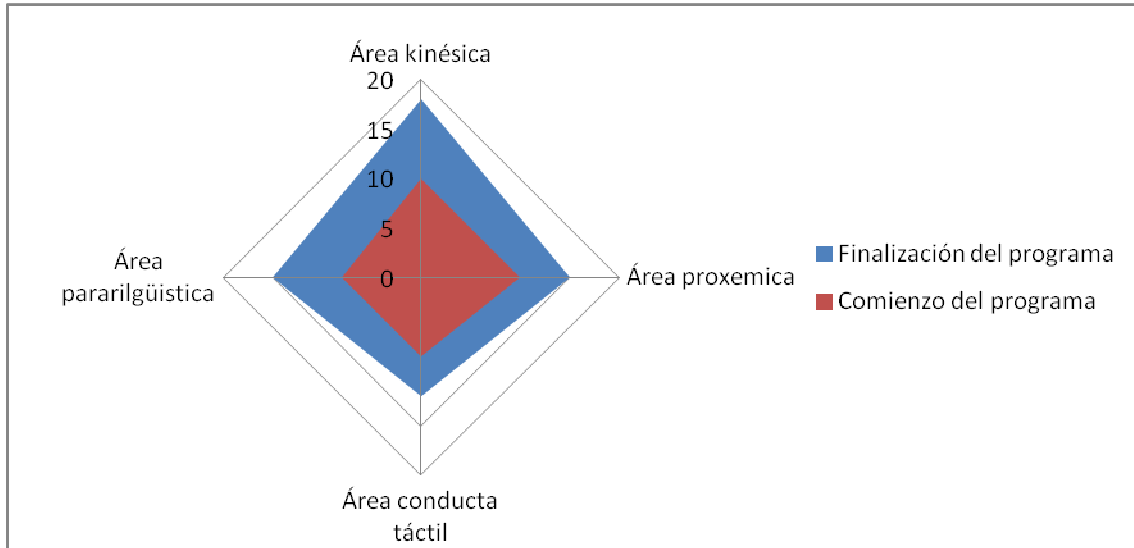 Área kinésica
20
15
10
5
0
Área
pararilgüistica
Área proxemica
Área conducta
táctil
Finalización del programa
Comienzo del programa